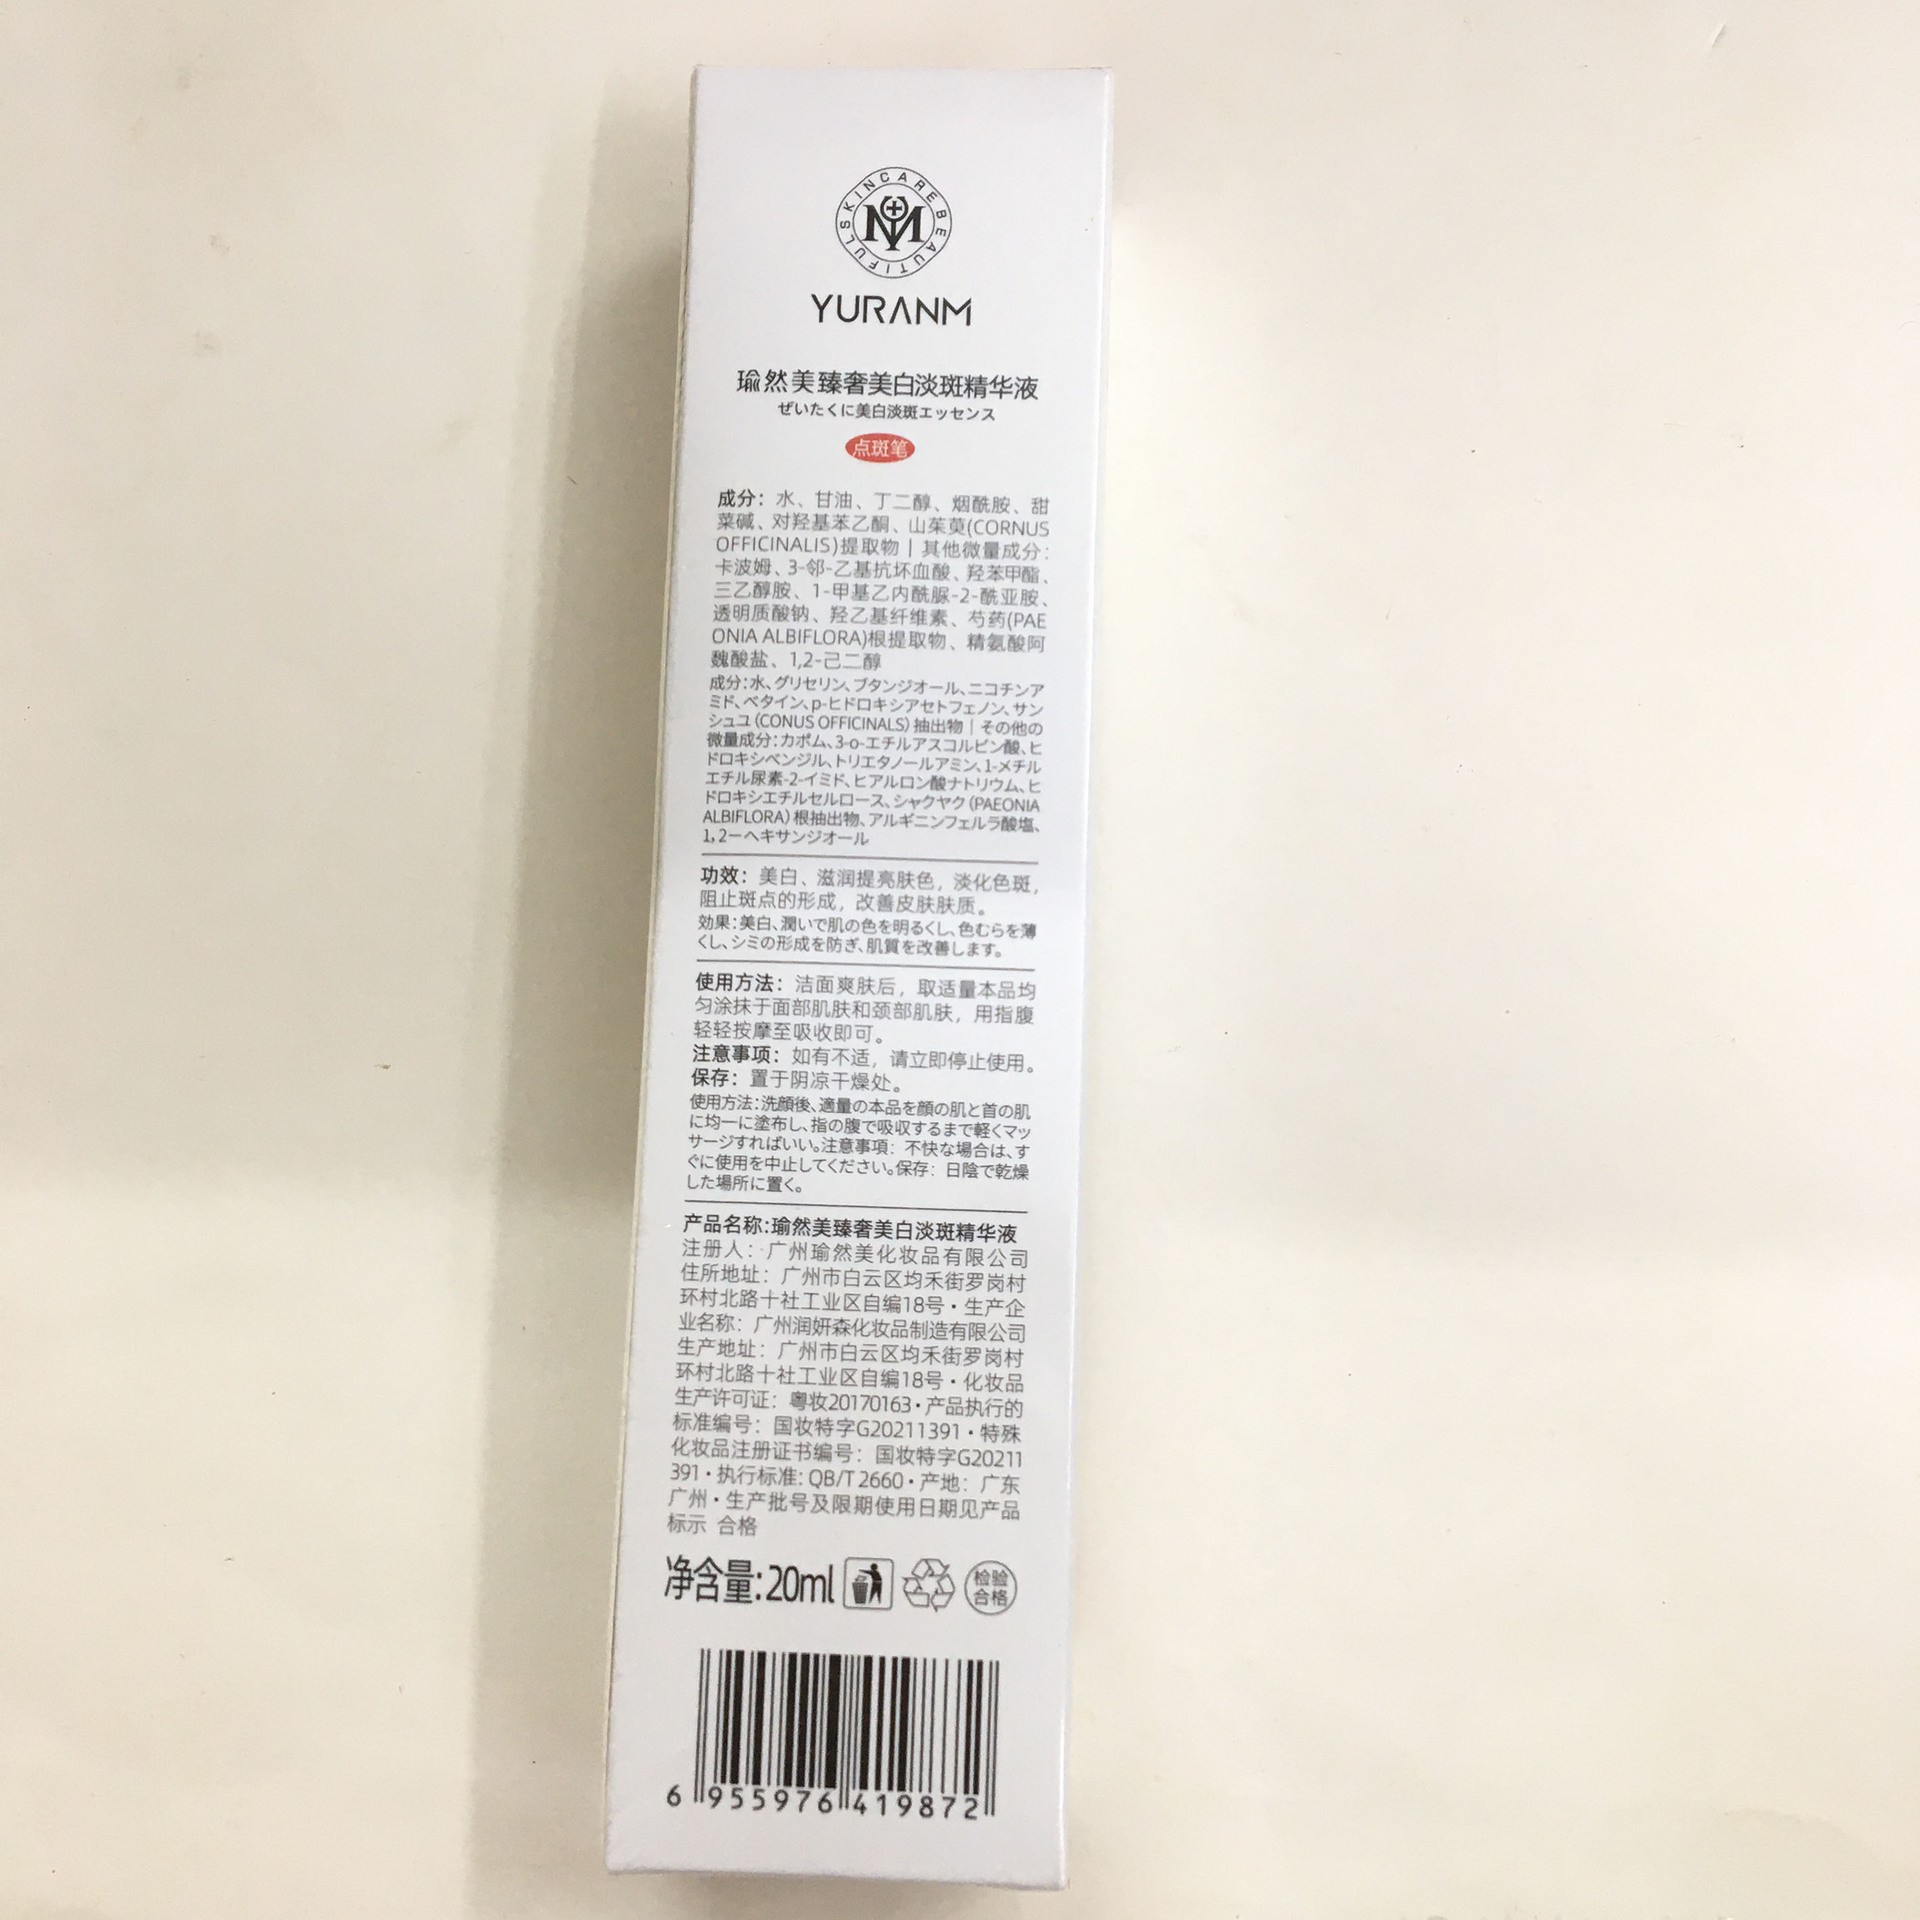 BEAUTIFUL SKINCARE
YM
YURANM
瑜然美臻奢美白淡斑精华液
ぜいたくに美白淡斑エッセンス
点斑笔
成分：水、甘油、丁二醇、烟酰胺、甜
菜碱、对羟基苯乙酮、山茱萸(CORNUS
OFFICINALIS)提取物 | 其他微量成分：
卡波姆、3-邻-乙基抗坏血酸、羟苯甲酯、
三乙醇胺、1-甲基乙内酰脲-2-酰亚胺、
透明质酸钠、羟乙基纤维素、芍药(PAE
ONIA ALBIFLORA)根提取物、精氨酸阿
魏酸盐、1,2-己二醇
成分：水、グリセリン、ブタンジオール、ニコチンア
ミド、ベタイン、p-ヒドロキシアセトフェノン、サン
シュユ（CONUS OFFICINALS）抽出物 | その他の
微量成分：カポム、3-o-エチルアスコルビン酸、ヒ
ドロキシベンジル、トリエタノールアミン、1-メチル
エチル尿素-2-イミド、ヒアルロン酸ナトリウム、ヒ
ドロキシエチルセルロース、シャクヤク（PAEONIA
ALBIFLORA）根抽出物、アルギニンフェルラ酸塩、
1,2ーヘキサンジオール
功效：美白、滋润提亮肤色，淡化色斑，
阻止斑点的形成，改善皮肤肤质。
効果：美白、潤いで肌の色を明るくし、色むらを薄
くし、シミの形成を防ぎ、肌質を改善します。
使用方法：洁面爽肤后，取适量本品均
匀涂抹于面部肌肤和颈部肌肤，用指腹
轻轻按摩至吸收即可。
注意事项：如有不适，请立即停止使用。
保存：置于阴凉干燥处。
使用方法：洗顔後、適量の本品を顔の肌と首の肌
に均一に塗布し、指の腹で吸収するまで軽くマッ
サージすればいい。注意事項：不快な場合は、す
ぐに使用を中止してください。保存：日陰で乾燥
した場所に置く。
产品名称：瑜然美臻奢美白淡斑精华液
注册人：广州瑜然美化妆品有限公司
住所地址：广州市白云区均禾街罗岗村
环村北路十社工业区自编18号·生产企
业名称：广州润妍森化妆品制造有限公司
生产地址：广州市白云区均禾街罗岗村
环村北路十社工业区自编18号·化妆品
生产许可证：粤妆20170163·产品执行的
标准编号：国妆特字G20211391·特殊
化妆品注册证书编号：国妆特字G20211
391·执行标准：QB/T 2660·产地：广东
广州·生产批号及限期使用日期见产品
标示 合格
净含量：20ml
检验
合格
6 955976 419872